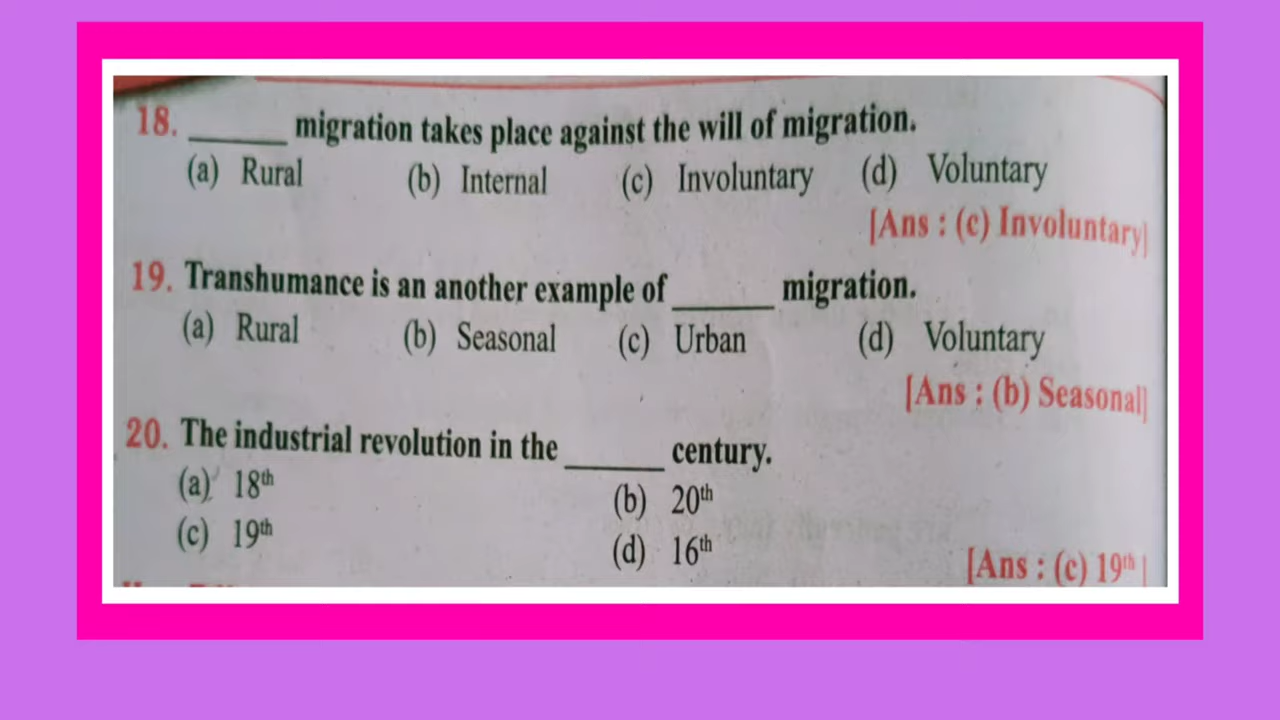 18. ______ migration takes place against the will of migration.
(a) Rural (b) Internal (c) Involuntary (d) Voluntary
[Ans : (c) Involuntary]
19. Transhumance is an another example of ______ migration.
(a) Rural (b) Seasonal (c) Urban (d) Voluntary
[Ans : (b) Seasonal]
20. The industrial revolution in the ______ century.
(a) 18th (b) 20th
(c) 19th (d) 16th
[Ans : (c) 19th]